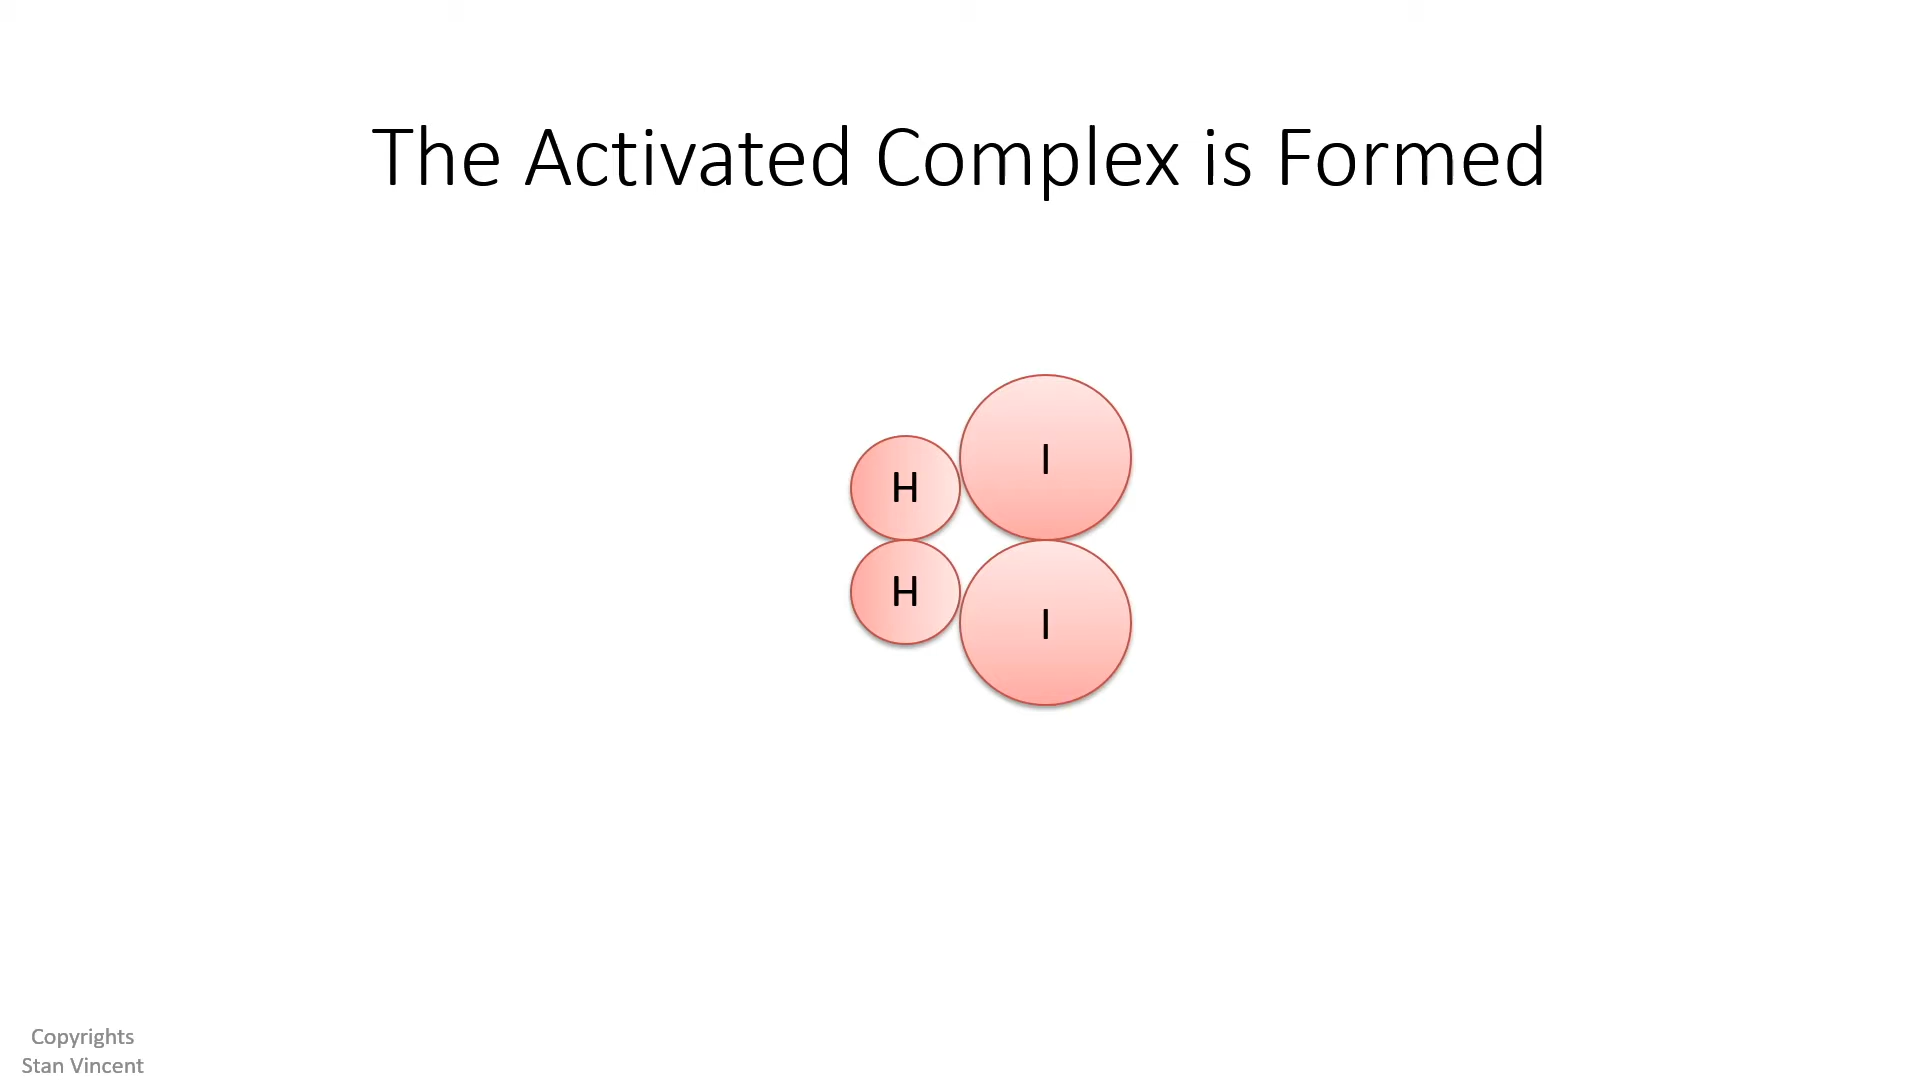 The Activated Complex is Formed
I
H
H
I
Copyrights
Stan Vincent